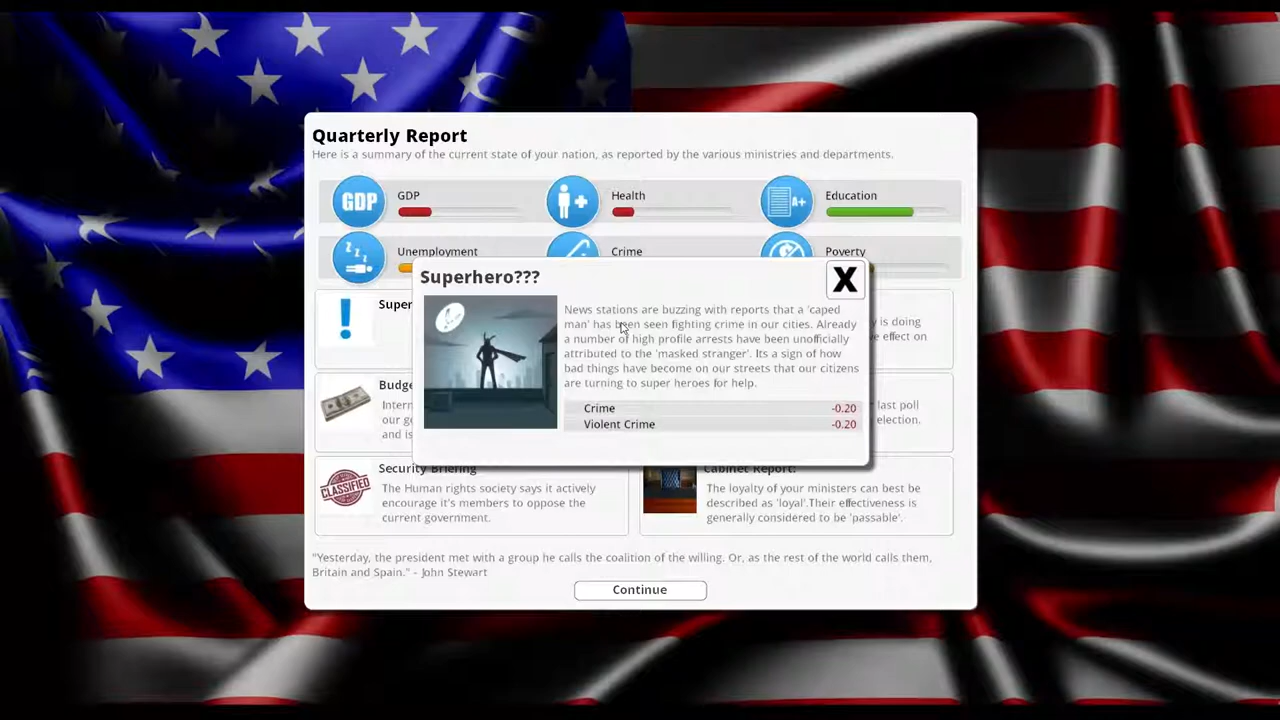 Quarterly Report
Here is a summary of the current state of your nation, as reported by the various ministries and departments.
GDP
GDP
Health
A+
Education
Unemployment
Crime
Poverty
Superhero???
X
News stations are buzzing with reports that a 'caped
man' has been seen fighting crime in our cities. Already
a number of high profile arrests have been unofficially
attributed to the 'masked stranger'. Its a sign of how
bad things have become on our streets that our citizens
are turning to super heroes for help.
Crime -0.20
Violent Crime -0.20
Super
y is doing
e effect on
Budge
Intern
our g
and is
last poll
election.
CLASSIFIED
Security Briefing
The Human rights society says it actively
encourage it's members to oppose the
current government.
Cabinet Report:
The loyalty of your ministers can best be
described as 'loyal'.Their effectiveness is
generally considered to be 'passable'.
"Yesterday, the president met with a group he calls the coalition of the willing. Or, as the rest of the world calls them,
Britain and Spain." - John Stewart
Continue